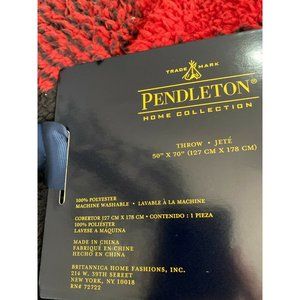 TRADE MARK
PENDLETON®
HOME COLLECTION
THROW • JETÉ
50" X 70" (127 CM X 178 CM)
100% POLYESTER
MACHINE WASHABLE • LAVABLE À LA MACHINE
COBERTOR 127 CM X 178 CM • CONTENIDO : 1 PIEZA
100% POLIÉSTER
LAVESE A MAQUINA
MADE IN CHINA
FABRIQUÉ EN CHINE
HECHO EN CHINA
BRITANNICA HOME FASHIONS, INC.
214 W. 39TH STREET
NEW YORK, NY 10018
RN# 72722